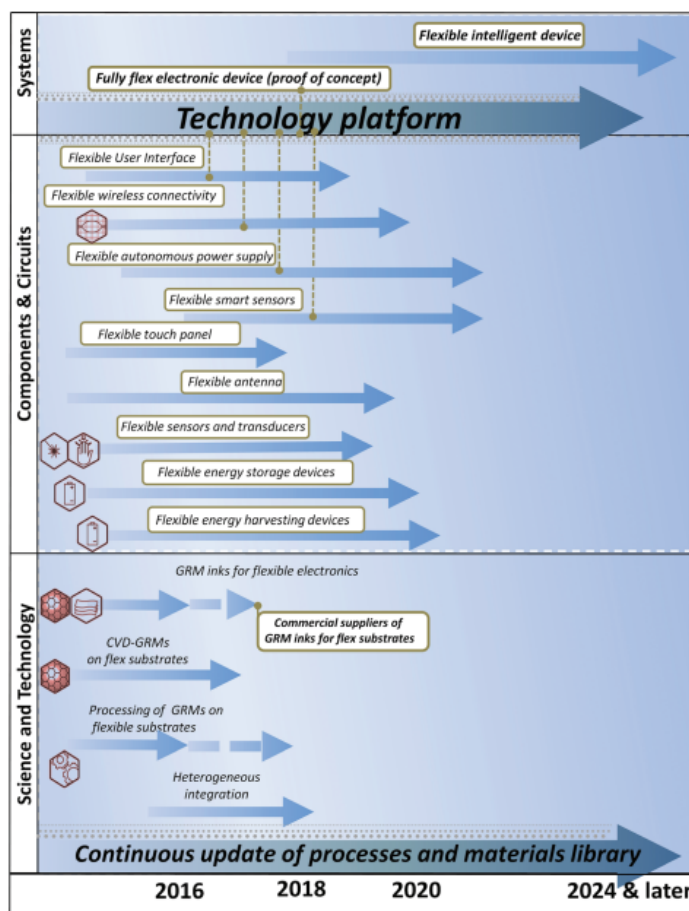 Systems
Flexible intelligent device
Fully flex electronic device (proof of concept)
Technology platform
Components & Circuits
Flexible User Interface
Flexible wireless connectivity
Flexible autonomous power supply
Flexible smart sensors
Flexible touch panel
Flexible antenna
Flexible sensors and transducers
Flexible energy storage devices
Flexible energy harvesting devices
Science and Technology
GRM inks for flexible electronics
Commercial suppliers of
GRM inks for flex substrates
CVD-GRMs
on flex substrates
Processing of GRMs on
flexible substrates
Heterogeneous
integration
Continuous update of processes and materials library
2016
2018
2020
2024 & later